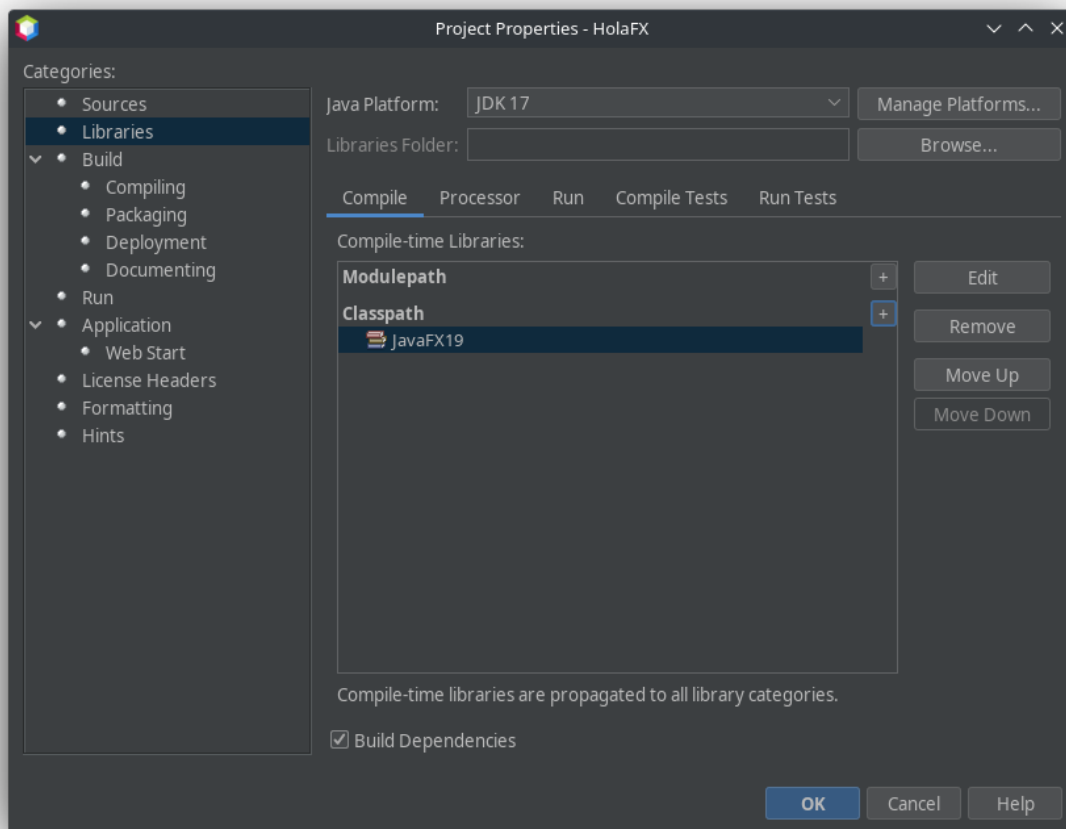 Project Properties - HolaFX
Categories:
Sources
Libraries
Build
Compiling
Packaging
Deployment
Documenting
Run
Application
Web Start
License Headers
Formatting
Hints
Java Platform: JDK 17 Manage Platforms...
Libraries Folder: Browse...
Compile Processor Run Compile Tests Run Tests
Compile-time Libraries:
Modulepath +
Classpath +
JavaFX19
Edit
Remove
Move Up
Move Down
Compile-time libraries are propagated to all library categories.
Build Dependencies
OK Cancel Help